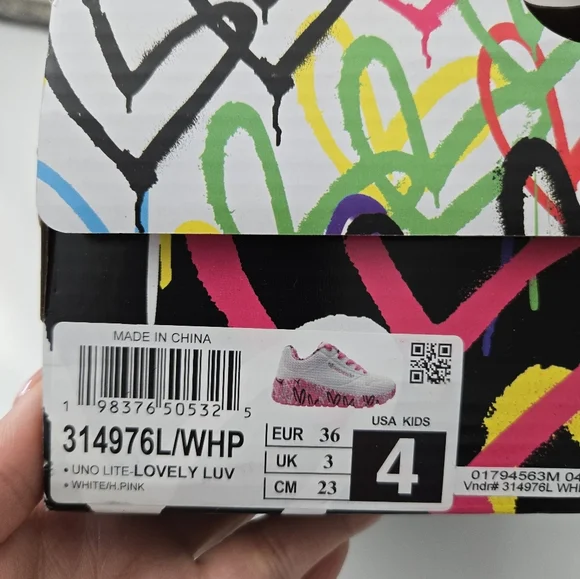 MADE IN CHINA
1 98376 50532 5
314976L/WHP
• UNO LITE-LOVELY LUV
• WHITE/H.PINK
USA KIDS
EUR 36
UK 3
CM 23
4
01794563M 04
Vndr# 314976L WH